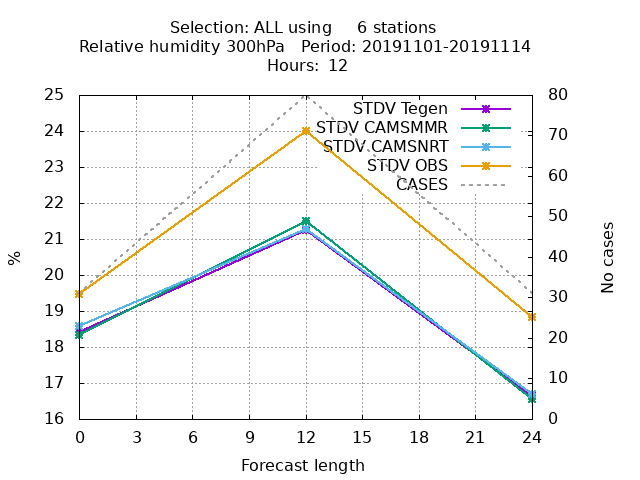 Selection: ALL using 6 stations
Relative humidity 300hPa Period: 20191101-20191114
Hours: 12
25
24
23
22
21
20
19
18
17
16
%
80
70
60
50
40
30
20
10
0
No cases
STDV Tegen
STDV CAMSMMR
STDV CAMSNRT
STDV OBS
CASES
0 3 6 9 12 15 18 21 24
Forecast length